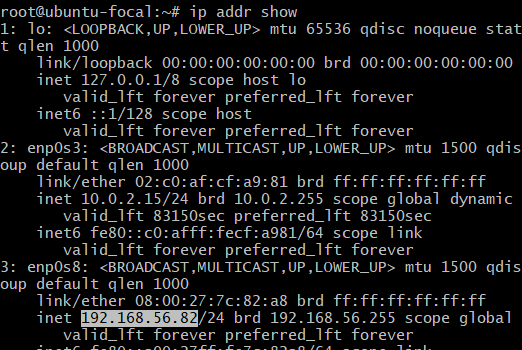 root@ubuntu-focal:~# ip addr show
1: lo: <LOOPBACK,UP,LOWER_UP> mtu 65536 qdisc noqueue stat
t qlen 1000
    link/loopback 00:00:00:00:00:00 brd 00:00:00:00:00:00
    inet 127.0.0.1/8 scope host lo
       valid_lft forever preferred_lft forever
    inet6 ::1/128 scope host
       valid_lft forever preferred_lft forever
2: enp0s3: <BROADCAST,MULTICAST,UP,LOWER_UP> mtu 1500 qdis
oup default qlen 1000
    link/ether 02:c0:af:cf:a9:81 brd ff:ff:ff:ff:ff:ff
    inet 10.0.2.15/24 brd 10.0.2.255 scope global dynamic
       valid_lft 83150sec preferred_lft 83150sec
    inet6 fe80::c0:afff:fecf:a981/64 scope link
       valid_lft forever preferred_lft forever
3: enp0s8: <BROADCAST,MULTICAST,UP,LOWER_UP> mtu 1500 qdis
oup default qlen 1000
    link/ether 08:00:27:7c:82:a8 brd ff:ff:ff:ff:ff:ff
    inet 192.168.56.82/24 brd 192.168.56.255 scope global
       valid_lft forever preferred_lft forever